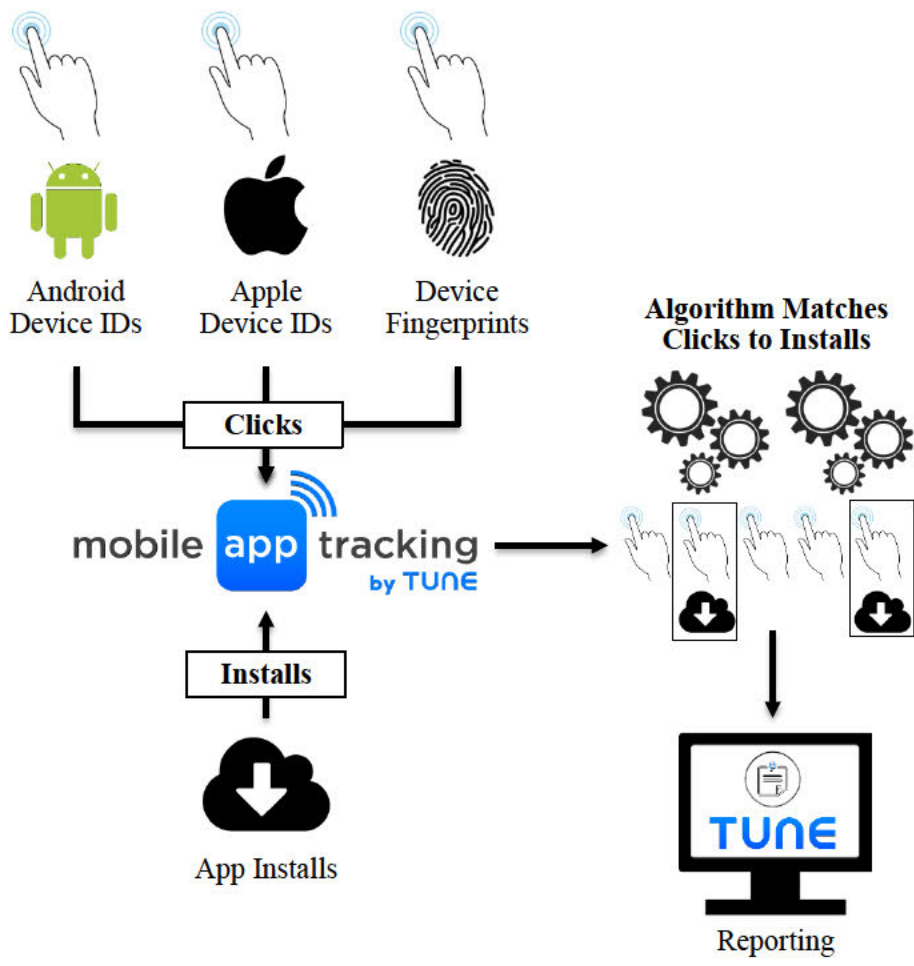 Android
Device IDs
Apple
Device IDs
Device
Fingerprints
Clicks
mobile app tracking
by TUNE
Installs
App Installs
Algorithm Matches
Clicks to Installs
TUNE
Reporting